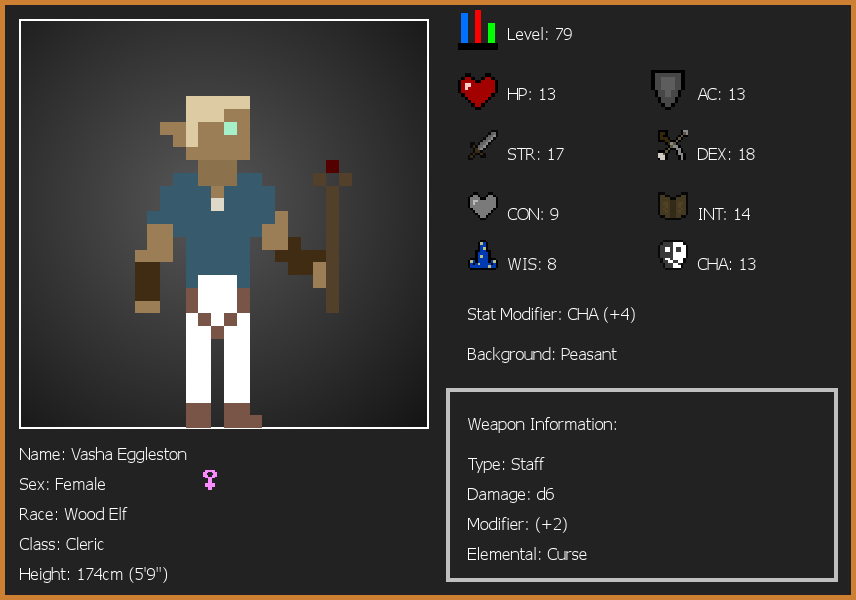 Level: 79
HP: 13
AC: 13
STR: 17
DEX: 18
CON: 9
INT: 14
WIS: 8
CHA: 13
Stat Modifier: CHA (+4)
Background: Peasant
Weapon Information:
Type: Staff
Damage: d6
Modifier: (+2)
Elemental: Curse
Name: Vasha Eggleston
Sex: Female
Race: Wood Elf
Class: Cleric
Height: 174cm (5'9")